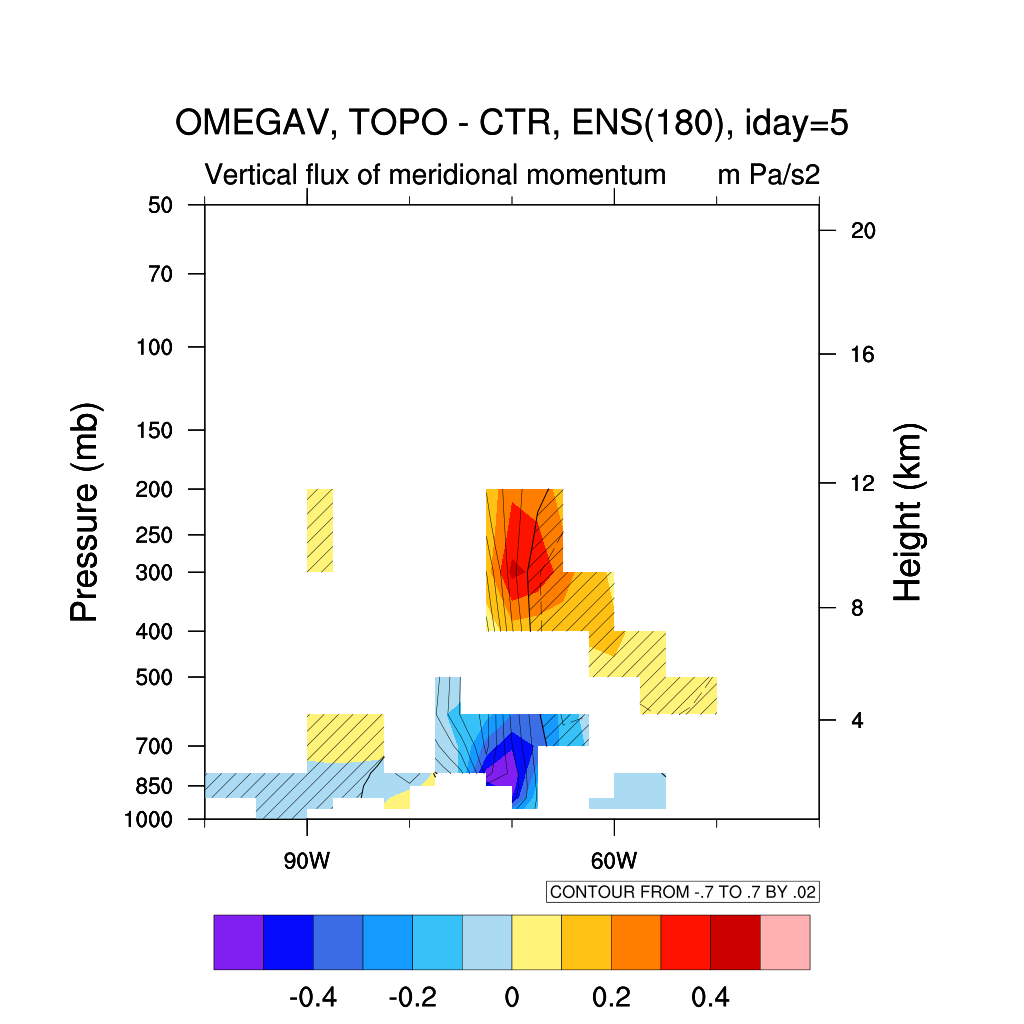 OMEGAV, TOPO - CTR, ENS(180), iday=5
Vertical flux of meridional momentum m Pa/s2
50
70
100
150
200
250
300
400
500
700
850
1000
Pressure (mb)
20
16
12
8
4
Height (km)
90W 60W
CONTOUR FROM -.7 TO .7 BY .02
-0.4 -0.2 0 0.2 0.4